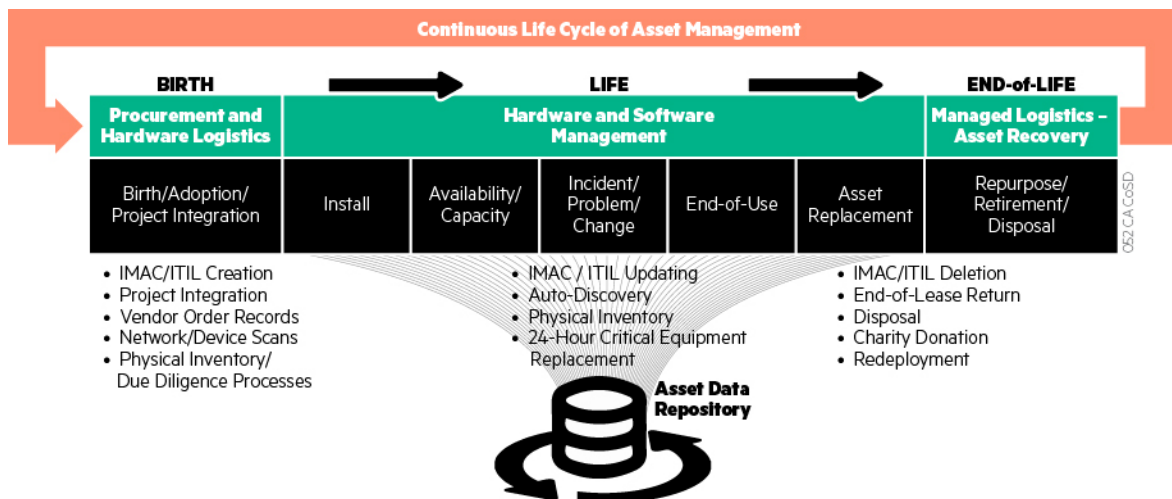 Continuous Life Cycle of Asset Management
BIRTH
LIFE
END-of-LIFE
Procurement and
Hardware Logistics
Hardware and Software
Management
Managed Logistics –
Asset Recovery
Birth/Adoption/
Project Integration
Install
Availability/
Capacity
Incident/
Problem/
Change
End-of-Use
Asset
Replacement
Repurpose/
Retirement/
Disposal
052 CA CoSD
• IMAC/ITIL Creation
• Project Integration
• Vendor Order Records
• Network/Device Scans
• Physical Inventory/
Due Diligence Processes
• IMAC / ITIL Updating
• Auto-Discovery
• Physical Inventory
• 24-Hour Critical Equipment
Replacement
• IMAC/ITIL Deletion
• End-of-Lease Return
• Disposal
• Charity Donation
• Redeployment
Asset Data
Repository